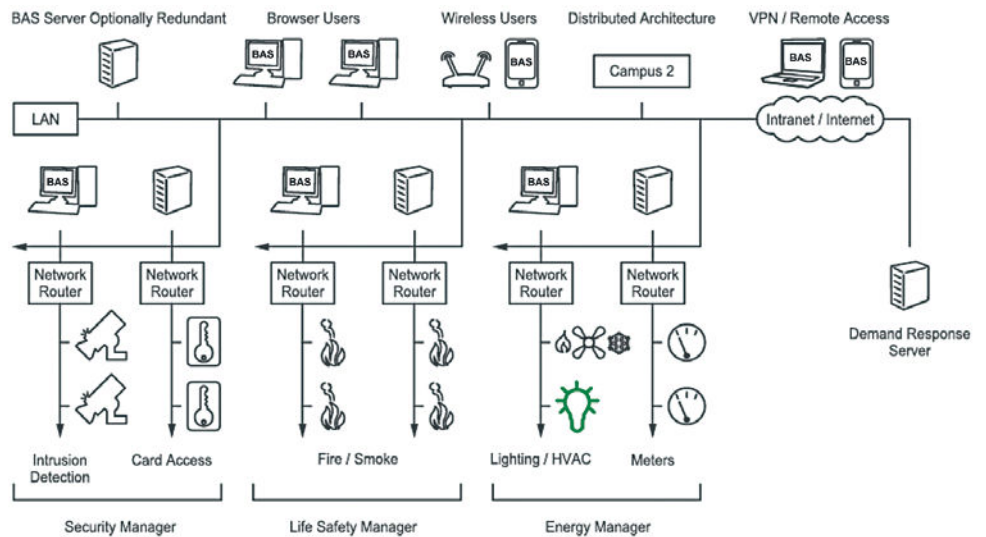 BAS Server Optionally Redundant
Browser Users
Wireless Users
Distributed Architecture
VPN / Remote Access
BAS
BAS
BAS
BAS
BAS
Campus 2
LAN
Intranet / Internet
BAS
BAS
BAS
Network
Router
Network
Router
Network
Router
Network
Router
Network
Router
Network
Router
Demand Response
Server
Intrusion
Detection
Card Access
Fire / Smoke
Lighting / HVAC
Meters
Security Manager
Life Safety Manager
Energy Manager